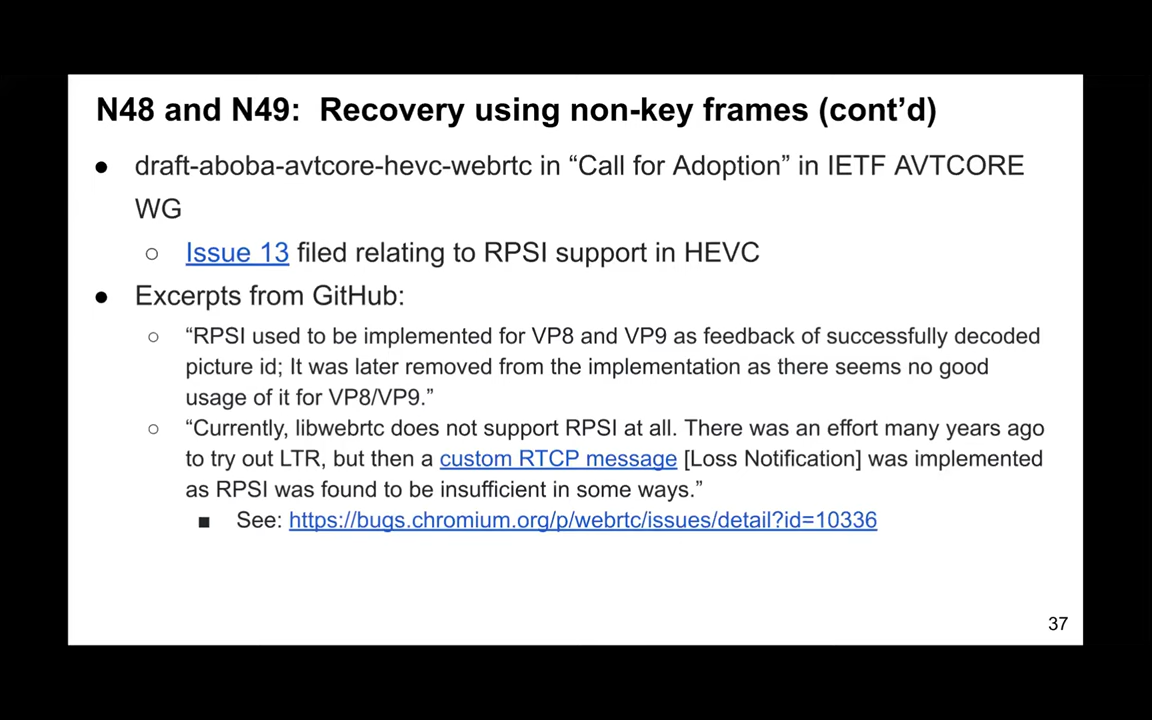 N48 and N49:  Recovery using non-key frames (cont’d)
● draft-aboba-avtcore-hevc-webrtc in “Call for Adoption” in IETF AVTCORE
WG
○ Issue 13 filed relating to RPSI support in HEVC
● Excerpts from GitHub:
○ “RPSI used to be implemented for VP8 and VP9 as feedback of successfully decoded
picture id; It was later removed from the implementation as there seems no good
usage of it for VP8/VP9.”
○ “Currently, libwebrtc does not support RPSI at all. There was an effort many years ago
to try out LTR, but then a custom RTCP message [Loss Notification] was implemented
as RPSI was found to be insufficient in some ways.”
■ See: https://bugs.chromium.org/p/webrtc/issues/detail?id=10336
37